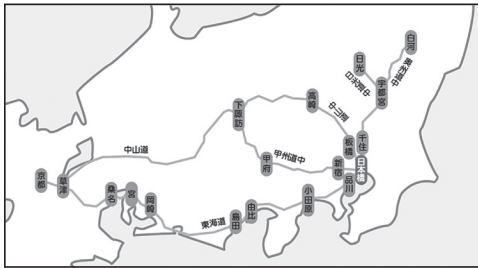 白河
日光
奥州道中
日光道中
宇都宮
高崎
中山道
下諏訪
千住
板橋
日本橋
中山道
甲州道中
新宿
甲府
品川
京都
草津
桑名
宮
岡崎
小田原
由比
島田
東海道